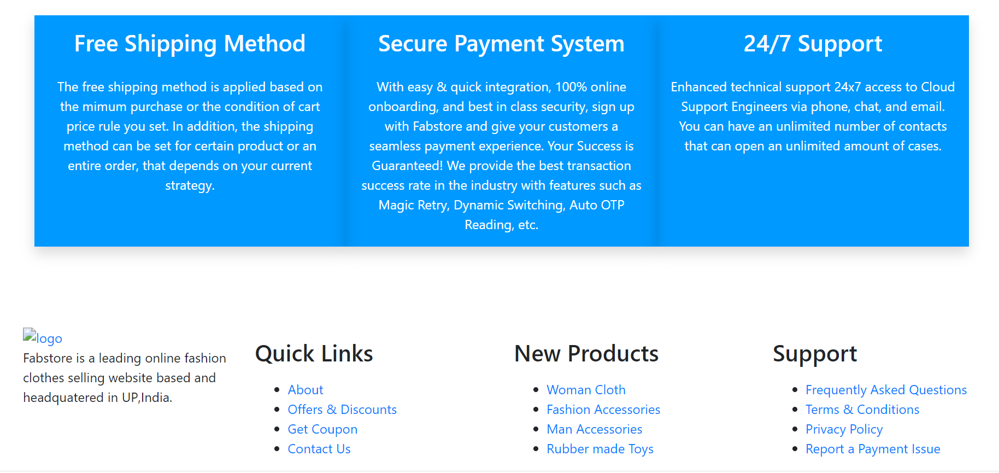 Free Shipping Method
The free shipping method is applied based on
the mimum purchase or the condition of cart
price rule you set. In addition, the shipping
method can be set for certain product or an
entire order, that depends on your current
strategy.
Secure Payment System
With easy & quick integration, 100% online
onboarding, and best in class security, sign up
with Fabstore and give your customers a
seamless payment experience. Your Success is
Guaranteed! We provide the best transaction
success rate in the industry with features such as
Magic Retry, Dynamic Switching, Auto OTP
Reading, etc.
24/7 Support
Enhanced technical support 24x7 access to Cloud
Support Engineers via phone, chat, and email.
You can have an unlimited number of contacts
that can open an unlimited amount of cases.
logo
Fabstore is a leading online fashion
clothes selling website based and
headquatered in UP,India.
Quick Links
About
Offers & Discounts
Get Coupon
Contact Us
New Products
Woman Cloth
Fashion Accessories
Man Accessories
Rubber made Toys
Support
Frequently Asked Questions
Terms & Conditions
Privacy Policy
Report a Payment Issue